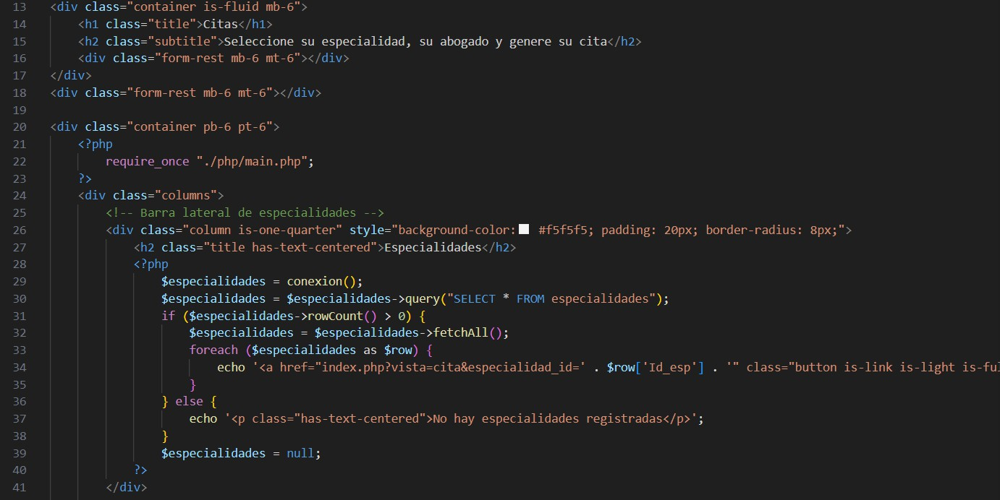 13 <div class="container is-fluid mb-6">
14     <h1 class="title">Citas</h1>
15     <h2 class="subtitle">Seleccione su especialidad, su abogado y genere su cita</h2>
16     <div class="form-rest mb-6 mt-6"></div>
17 </div>
18 <div class="form-rest mb-6 mt-6"></div>
19
20 <div class="container pb-6 pt-6">
21     <?php
22         require_once "./php/main.php";
23     ?>
24     <div class="columns">
25         <!-- Barra lateral de especialidades -->
26         <div class="column is-one-quarter" style="background-color: #f5f5f5; padding: 20px; border-radius: 8px;">
27             <h2 class="title has-text-centered">Especialidades</h2>
28             <?php
29                 $especialidades = conexion();
30                 $especialidades = $especialidades->query("SELECT * FROM especialidades");
31                 if ($especialidades->rowCount() > 0) {
32                     $especialidades = $especialidades->fetchAll();
33                     foreach ($especialidades as $row) {
34                         echo '<a href="index.php?vista=cita&especialidad_id=' . $row['Id_esp'] . '" class="button is-link is-light
35                     }
36                 } else {
37                     echo '<p class="has-text-centered">No hay especialidades registradas</p>';
38                 }
39                 $especialidades = null;
40             ?>
41         </div>